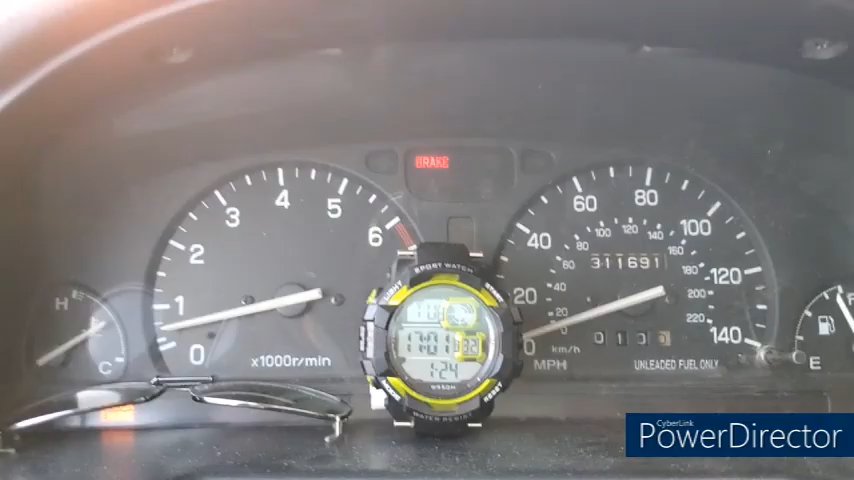 BRAKE
4
3
5
2
6
1
0
x1000r/min
H
C
80
60
100
40
120
20
140
0
MPH
100
120
140
80
160
60
180
40
200
20
220
0
km/h
311691
UNLEADED FUEL ONLY
F
E
SPORT WATCH
LIGHT
START
17:01
1-24
MODE
RESET
WATER RESIST
CyberLink
PowerDirector